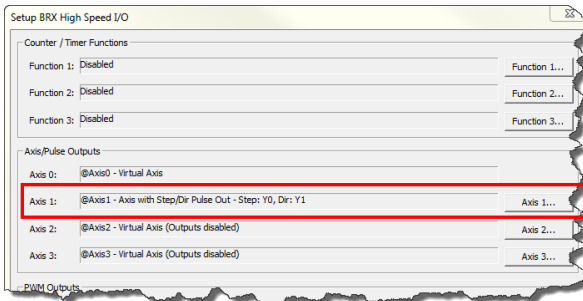 Setup BRX High Speed I/O
Counter / Timer Functions
Function 1: Disabled Function 1...
Function 2: Disabled Function 2...
Function 3: Disabled Function 3...
Axis/Pulse Outputs
Axis 0: @Axis0 - Virtual Axis
Axis 1: @Axis1 - Axis with Step/Dir Pulse Out - Step: Y0, Dir: Y1 Axis 1...
Axis 2: @Axis2 - Virtual Axis (Outputs disabled) Axis 2...
Axis 3: @Axis3 - Virtual Axis (Outputs disabled) Axis 3...
PWM Outputs